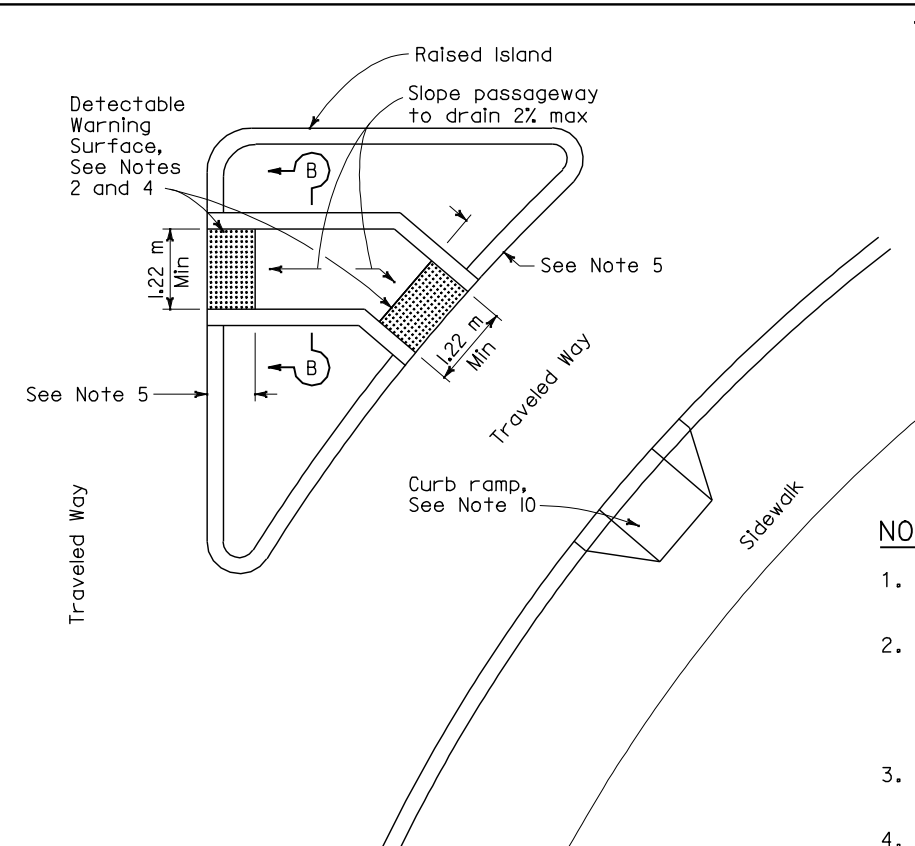 Raised Island
Slope passageway
to drain 2% max
Detectable
Warning
Surface,
See Notes
2 and 4
B
1.22 m
Min
See Note 5
1.22 m
Min
B
See Note 5
Traveled Way
Traveled Way
Curb ramp,
See Note 10
Sidewalk
NO
1.
2.
3.
4.